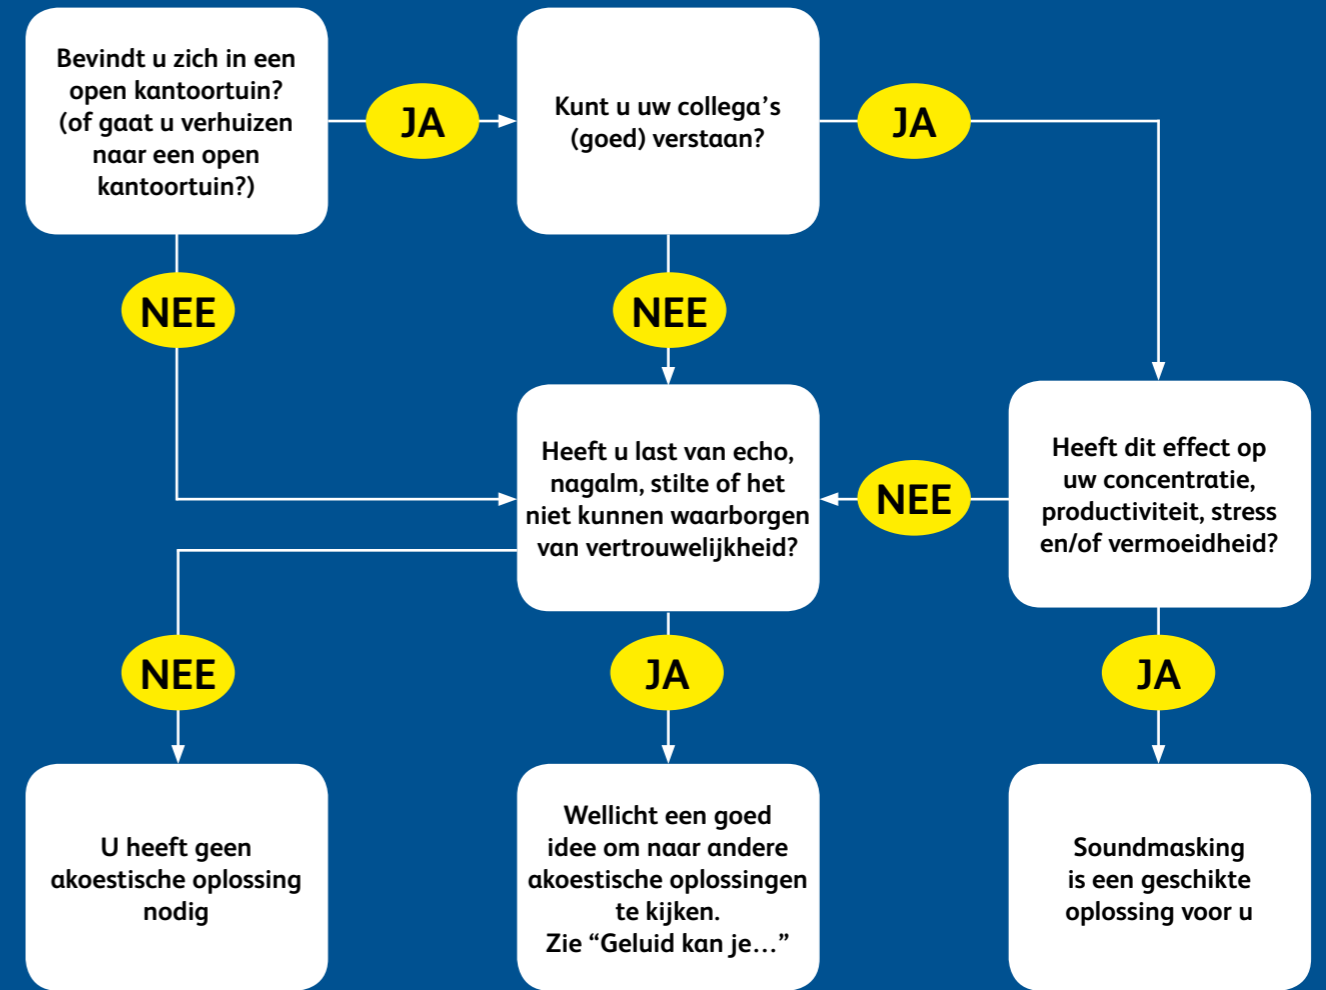 Bevindt u zich in een
open kantoortuin?
(of gaat u verhuizen
naar een open
kantoortuin?)
JA
Kunt u uw collega’s
(goed) verstaan?
JA
NEE
NEE
Heeft u last van echo,
nagalm, stilte of het
niet kunnen waarborgen
van vertrouwelijkheid?
NEE
Heeft dit effect op
uw concentratie,
productiviteit, stress
en/of vermoeidheid?
NEE
JA
JA
U heeft geen
akoestische oplossing
nodig
Wellicht een goed
idee om naar andere
akoestische oplossingen
te kijken.
Zie “Geluid kan je...”
Soundmasking
is een geschikte
oplossing voor u